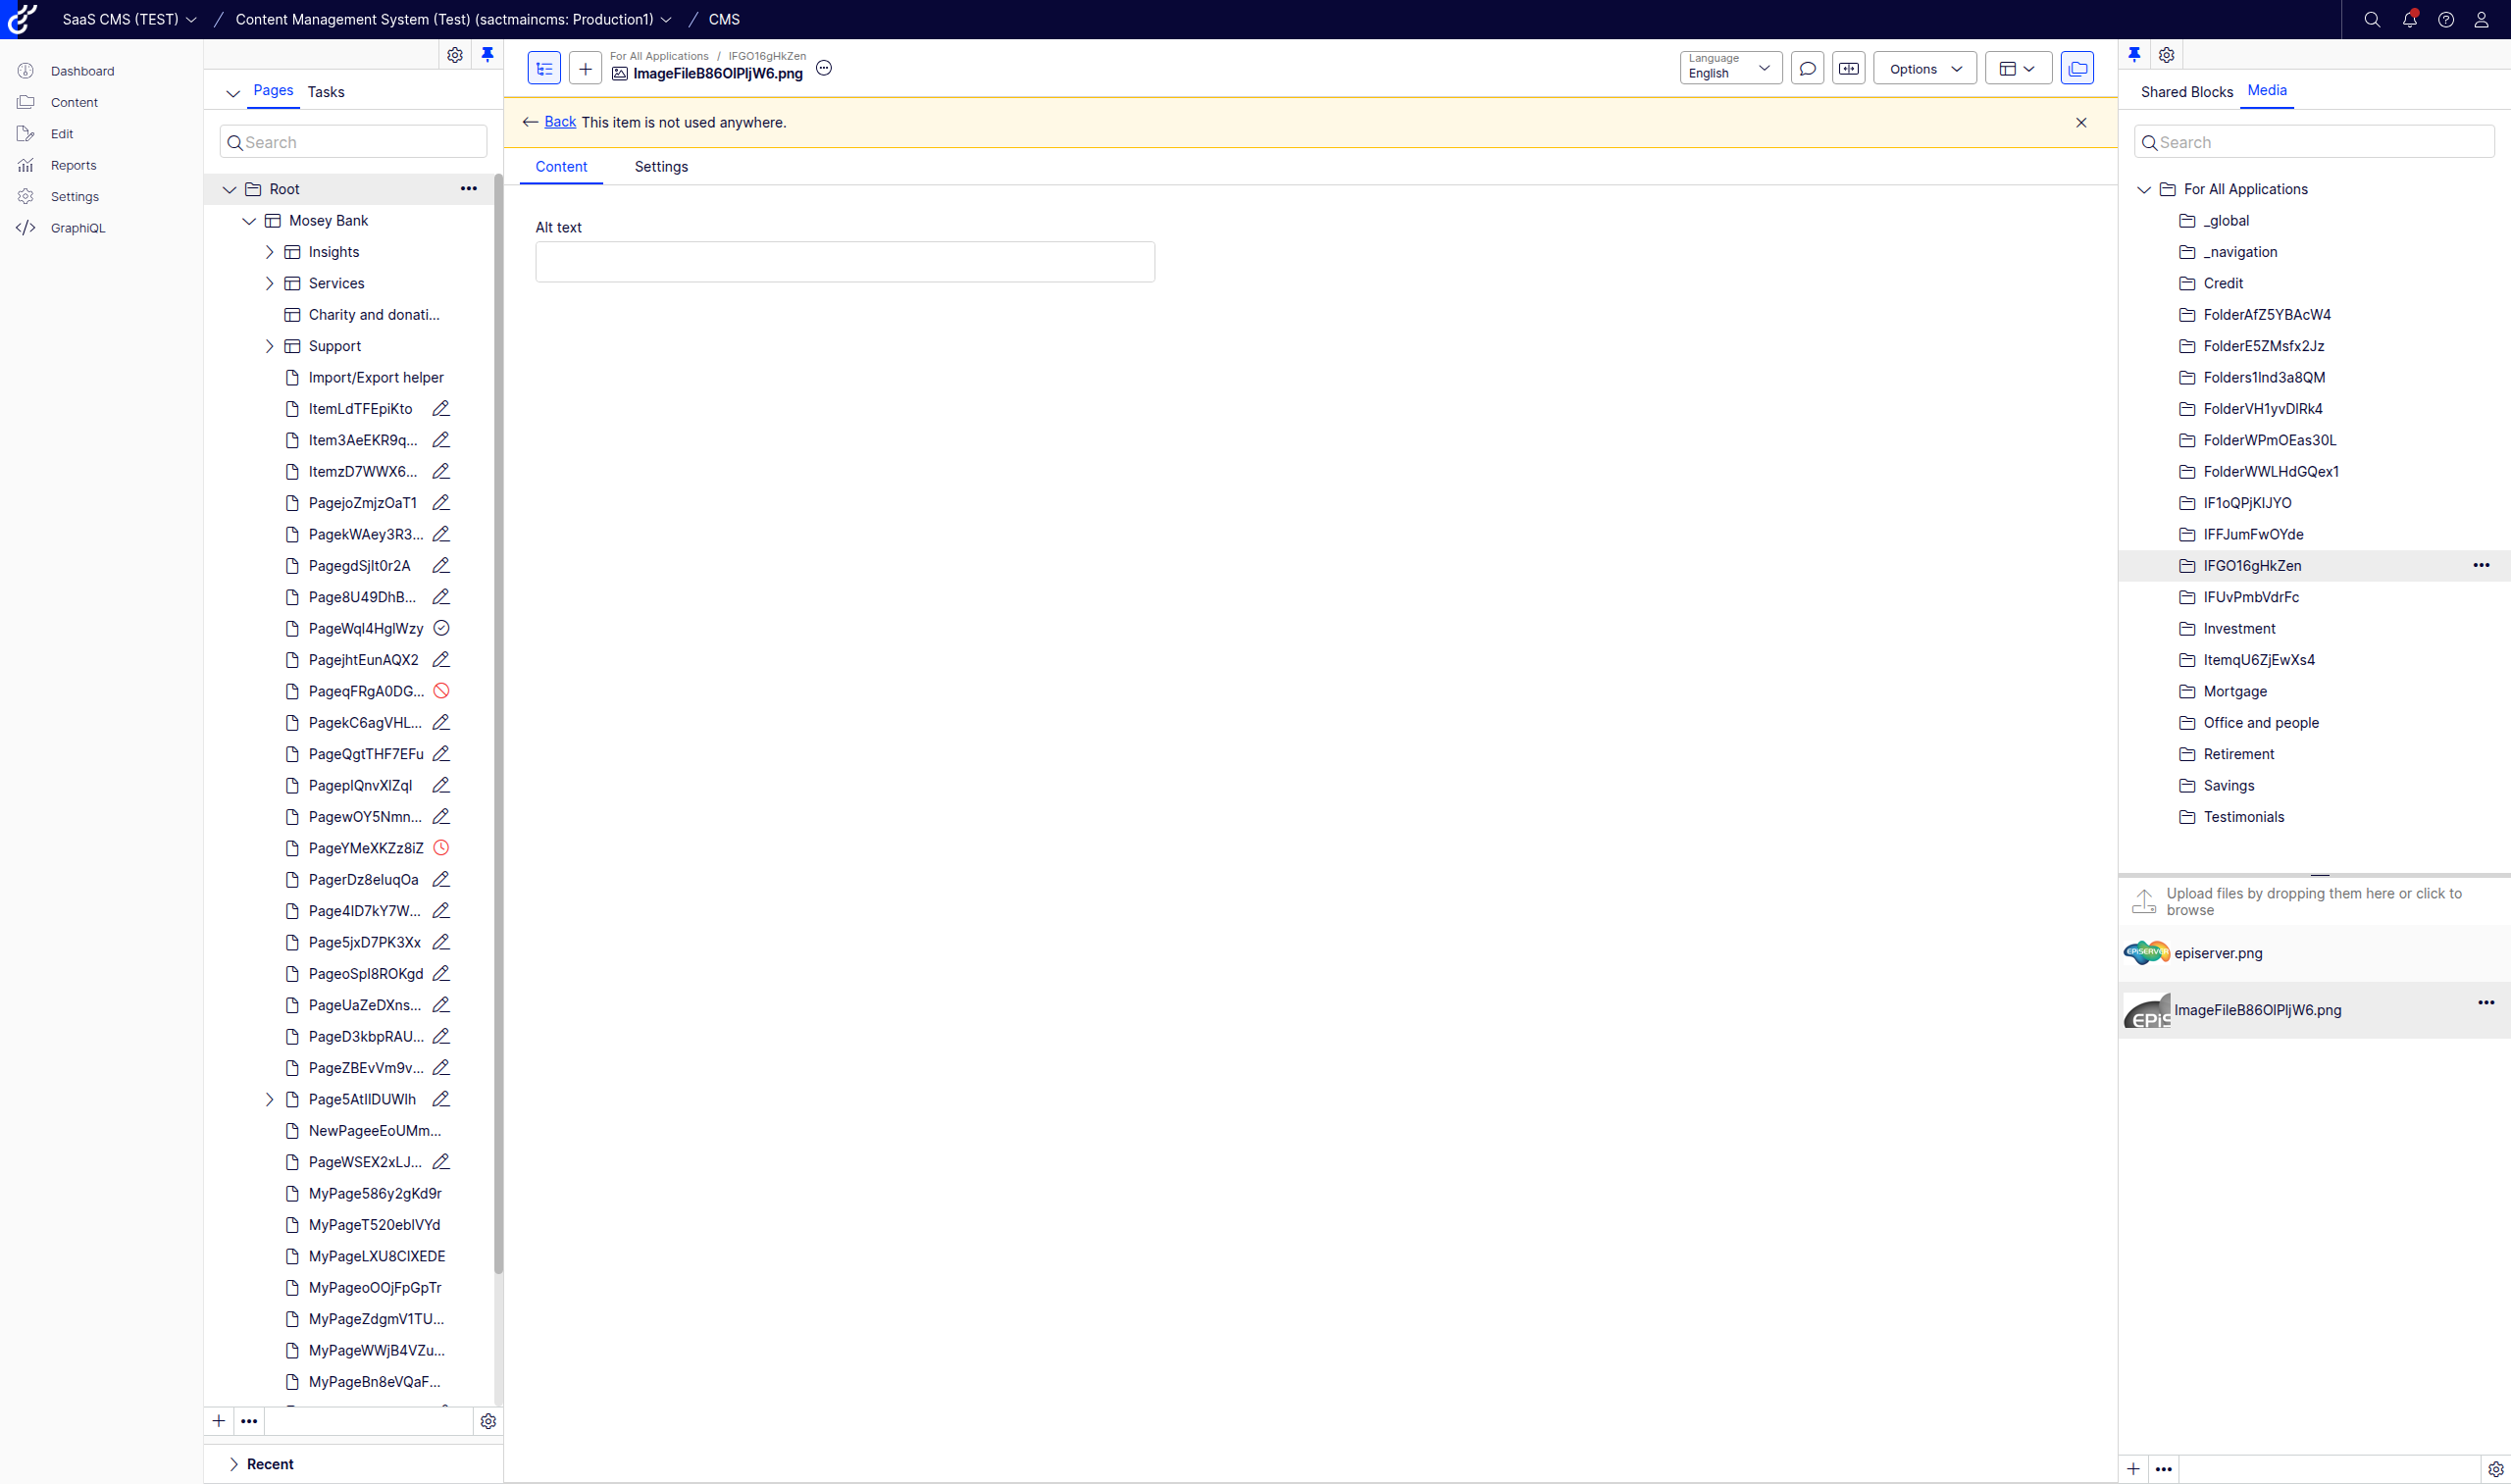 SaaS CMS (TEST) / Content Management System (Test) (sactmaincms: Production1) / CMS
Dashboard
Content
Edit
Reports
Settings
GraphiQL
Pages Tasks
Search
Root
Mosey Bank
Insights
Services
Charity and donati...
Support
Import/Export helper
ItemLdTFEpiKto
Item3AeEKR9q...
ItemzD7WWX6...
PagejoZmjzOaT1
PagekWAey3R3...
PagegdSjIt0r2A
Page8U49DhB...
PageWqI4HglWzy
PagejhtEunAQX2
PageqFRgA0DG...
PagekC6agVHL...
PageQgtTHF7EFu
PageplQnvXlZql
PagewOY5Nmn...
PageYMeXKZz8iZ
PagerDz8eluqOa
Page4ID7kY7W...
Page5jxD7PK3Xx
PageoSpI8ROKgd
PageUaZeDXns...
PageD3kbpRAU...
PageZBEvVm9v...
Page5AtIIDUWlh
NewPageeEoUMm...
PageWSEX2xLJ...
MyPage586y2gKd9r
MyPageT520ebIVYd
MyPageLXU8CIXEDE
MyPageoOOjFpGpTr
MyPageZdgmV1TU...
MyPageWWjB4VZu...
MyPageBn8eVQaF...
Recent
For All Applications / IFGO16gHkZen
ImageFileB86OlPljW6.png
Language
English
Options
Back This item is not used anywhere.
Content Settings
Alt text
Shared Blocks Media
Search
For All Applications
_global
_navigation
Credit
FolderAfZ5YBAcW4
FolderE5ZMsfx2Jz
Folders1Ind3a8QM
FolderVH1yvDIRk4
FolderWPmOEas30L
FolderWWLHdGQex1
IF1oQPjKlJYO
IFFJumFwOYde
IFGO16gHkZen
IFUvPmbVdrFc
Investment
ItemqU6ZjEwXs4
Mortgage
Office and people
Retirement
Savings
Testimonials
Upload files by dropping them here or click to
browse
EPISERVER episerver.png
EPiS ImageFileB86OlPljW6.png